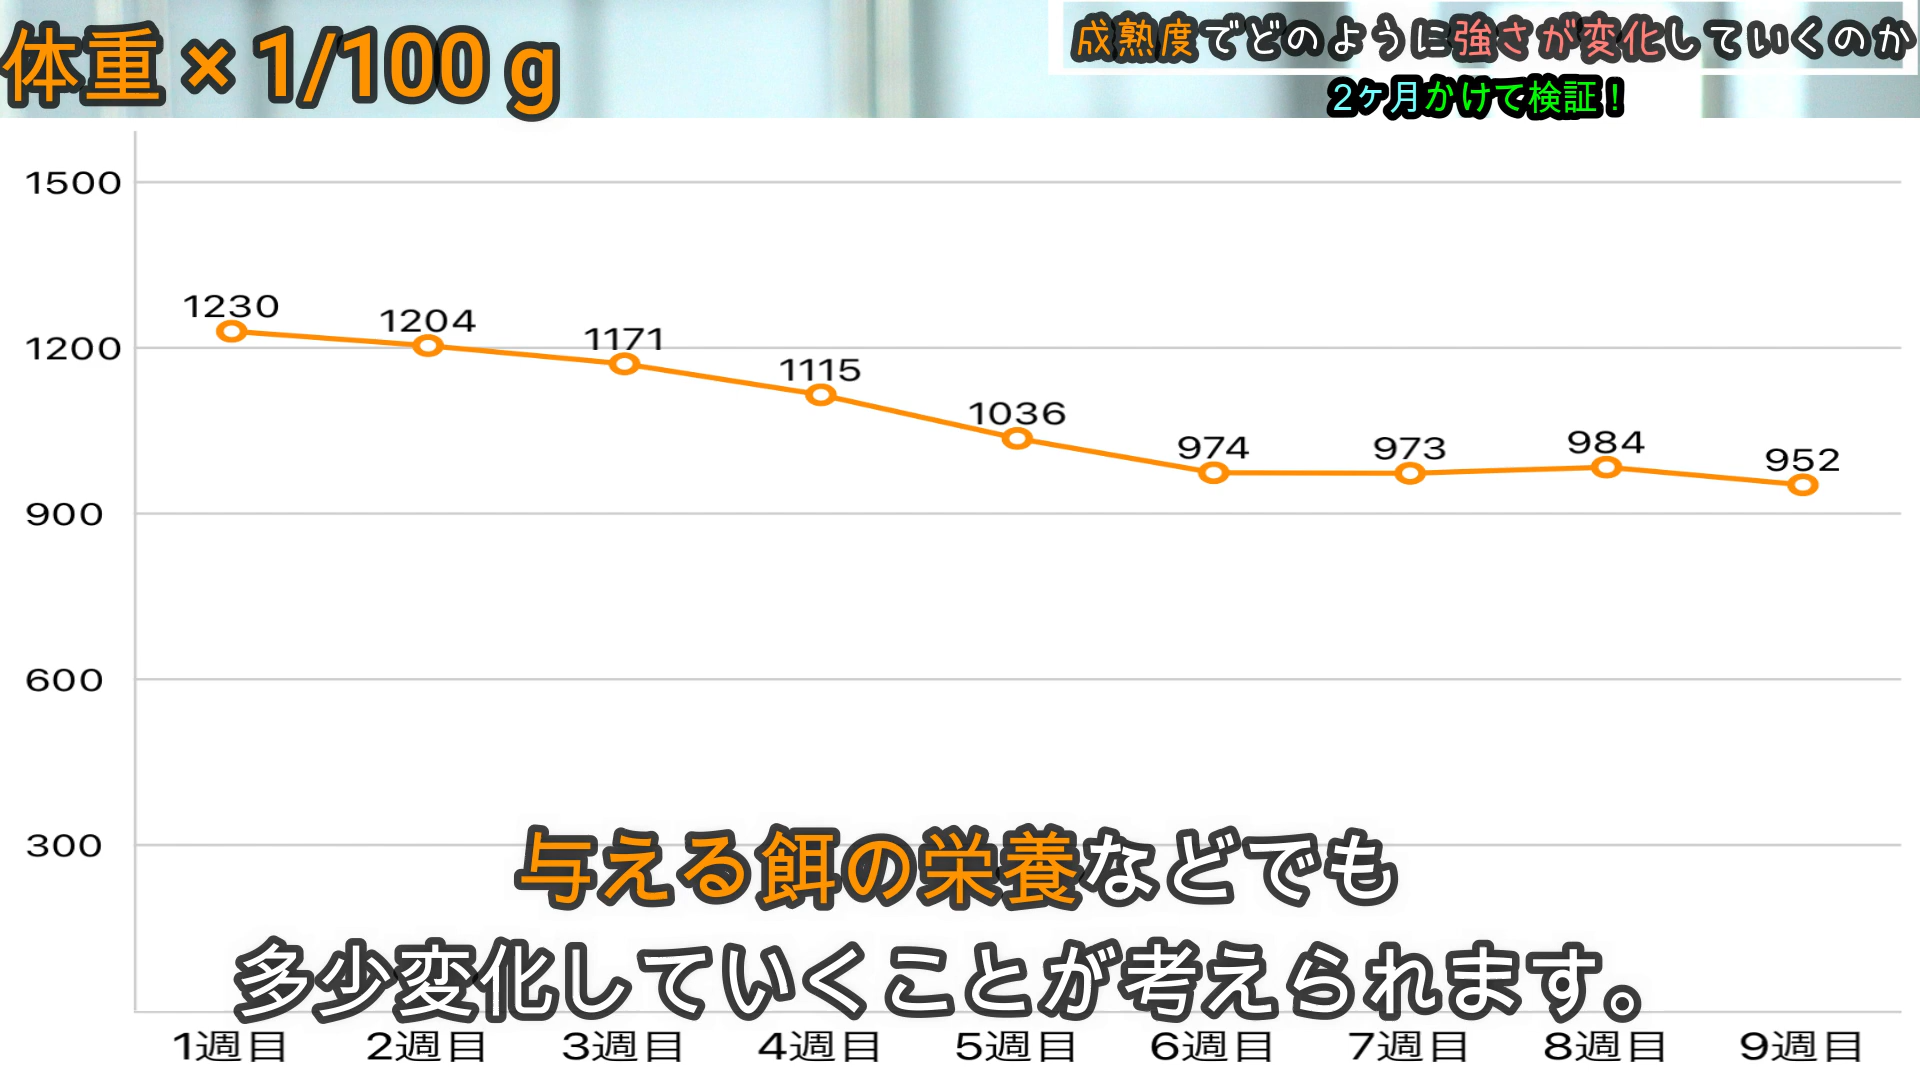 体重 × 1/100 g
成熟度でどのように強さが変化していくのか
2ヶ月かけて検証！
1500
1200
900
600
300
1230
1204
1171
1115
1036
974
973
984
952
与える餌の栄養などでも
多少変化していくことが考えられます。
1週目 2週目 3週目 4週目 5週目 6週目 7週目 8週目 9週目